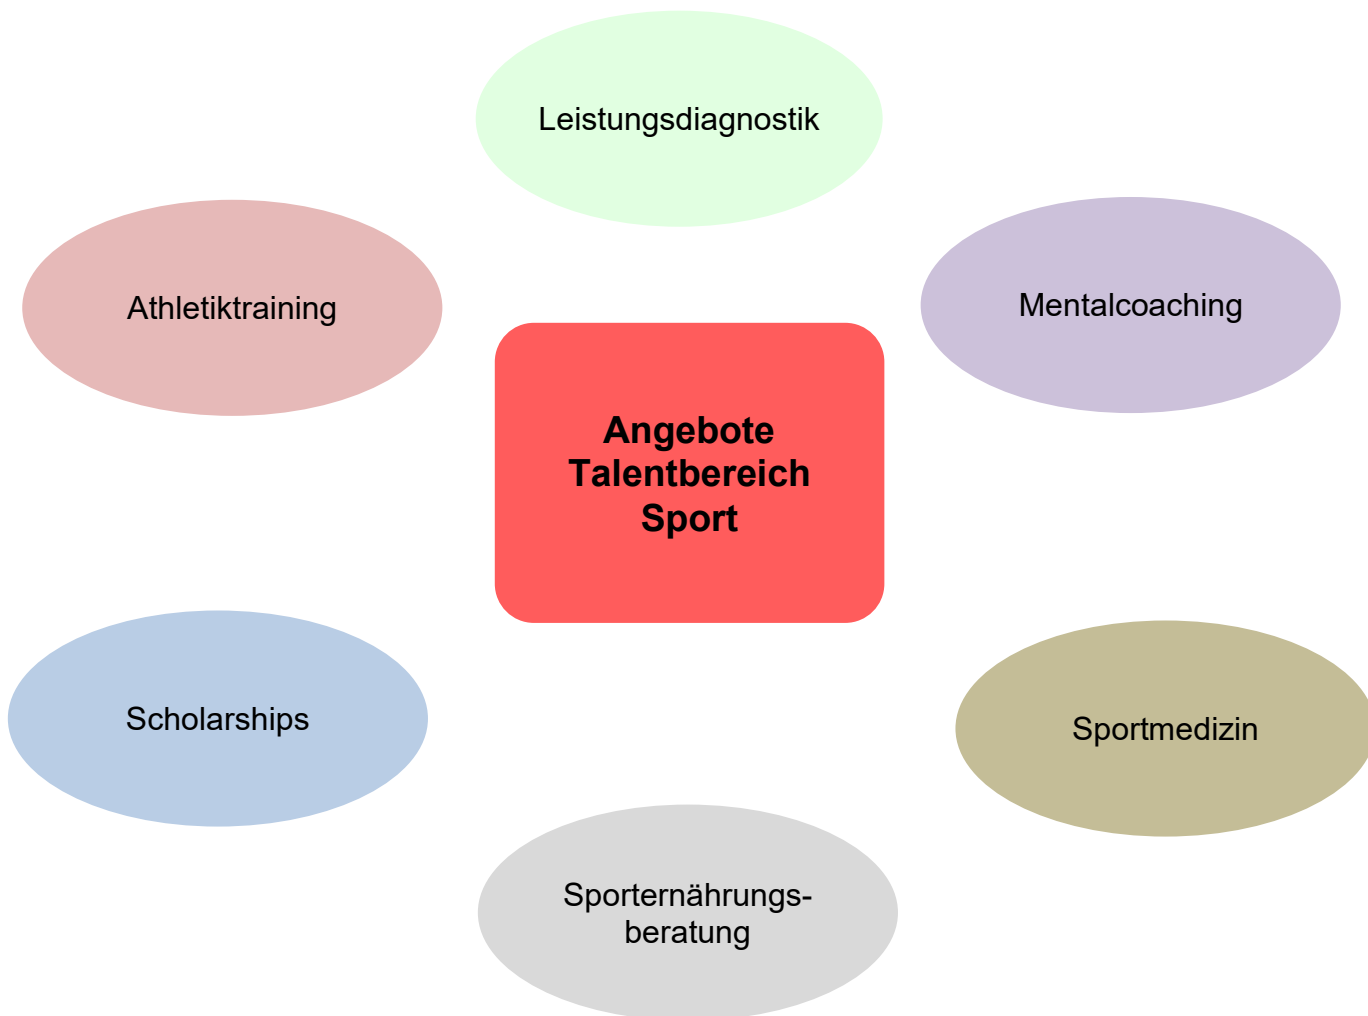 Leistungsdiagnostik
Athletiktraining
Mentalcoaching
Angebote
Talentbereich
Sport
Scholarships
Sportmedizin
Sporternährungs-
beratung